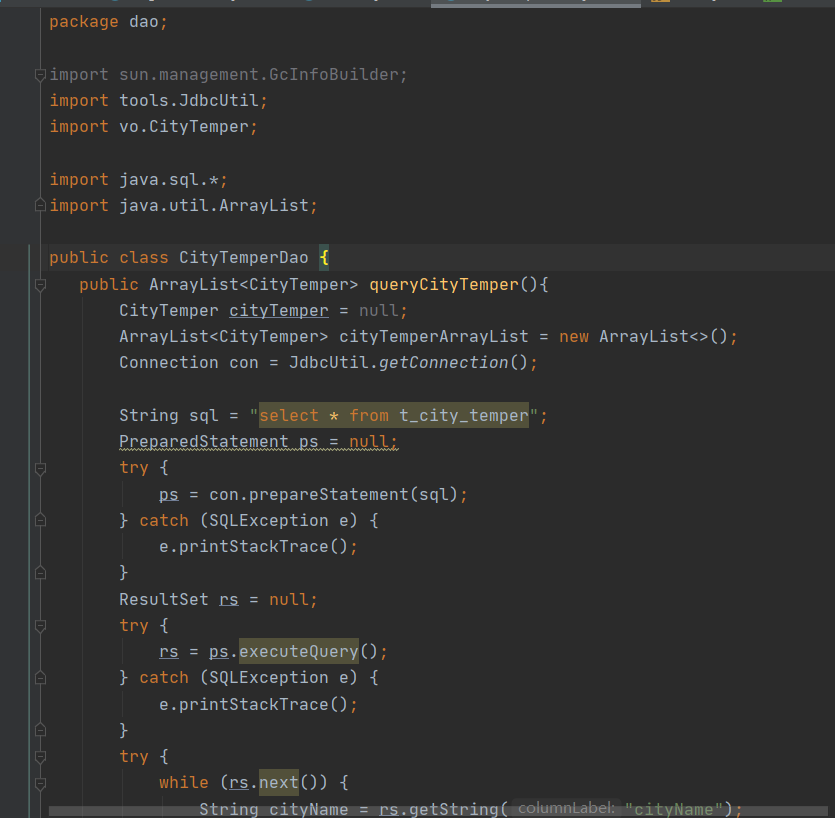 package dao;
import sun.management.GcInfoBuilder;
import tools.JdbcUtil;
import vo.CityTemper;
import java.sql.*;
import java.util.ArrayList;
public class CityTemperDao {
public ArrayList<CityTemper> queryCityTemper(){
CityTemper cityTemper = null;
ArrayList<CityTemper> cityTemperArrayList = new ArrayList<>();
Connection con = JdbcUtil.getConnection();
String sql = "select * from t_city_temper";
PreparedStatement ps = null;
try {
ps = con.prepareStatement(sql);
} catch (SQLException e) {
e.printStackTrace();
}
ResultSet rs = null;
try {
rs = ps.executeQuery();
} catch (SQLException e) {
e.printStackTrace();
}
try {
while (rs.next()) {
String cityName = rs.getString( columnLabel: "cityName");